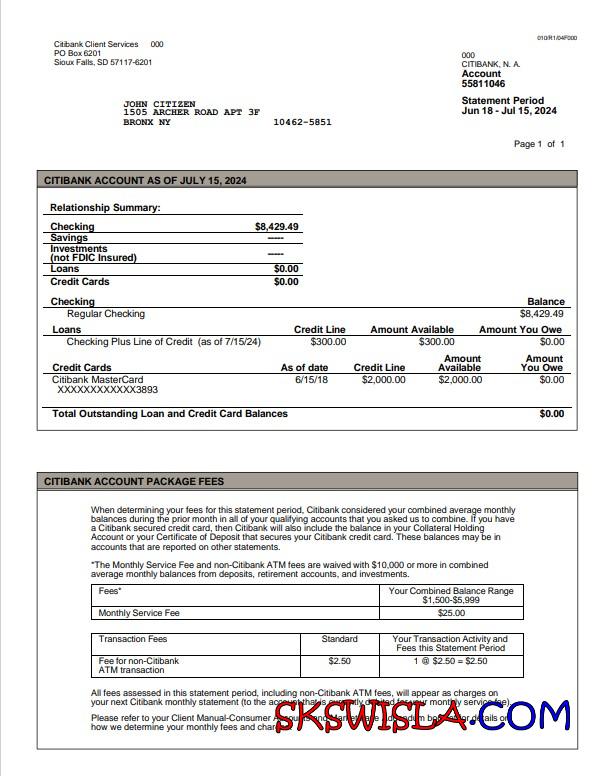 010/R1/04F000
Citibank Client Services 000
PO Box 6201
Sioux Falls, SD 57117-6201
000
CITIBANK, N. A.
Account
55811046
Statement Period
Jun 18 - Jul 15, 2024
JOHN CITIZEN
1505 ARCHER ROAD APT 3F
BRONX NY 10462-5851
Page 1 of 1
CITIBANK ACCOUNT AS OF JULY 15, 2024
Relationship Summary:
Checking $8,429.49
Savings -----
Investments
(not FDIC Insured) -----
Loans $0.00
Credit Cards $0.00
Checking Balance
Regular Checking $8,429.49
Loans Credit Line Amount Available Amount You Owe
Checking Plus Line of Credit (as of 7/15/24) $300.00 $300.00 $0.00
Credit Cards As of date Credit Line Amount Available Amount You Owe
Citibank MasterCard 6/15/18 $2,000.00 $2,000.00 $0.00
XXXXXXXXXXXX3893
Total Outstanding Loan and Credit Card Balances $0.00
CITIBANK ACCOUNT PACKAGE FEES
When determining your fees for this statement period, Citibank considered your combined average monthly
balances during the prior month in all of your qualifying accounts that you asked us to combine. If you have
a Citibank secured credit card, then Citibank will also include the balance in your Collateral Holding
Account or your Certificate of Deposit that secures your Citibank credit card. These balances may be in
accounts that are reported on other statements.
*The Monthly Service Fee and non-Citibank ATM fees are waived with $10,000 or more in combined
average monthly balances from deposits, retirement accounts, and investments.
Fees* Your Combined Balance Range
$1,500-$5,999
Monthly Service Fee $25.00
Transaction Fees Standard Your Transaction Activity and
Fees this Statement Period
Fee for non-Citibank $2.50 1 @ $2.50 = $2.50
ATM transaction
All fees assessed in this statement period, including non-Citibank ATM fees, will appear as charges on
your next Citibank monthly statement (to the account that is currently debited for your monthly service fee).
Please refer to your Client Manual-Consumer Accounts and Marketplace Addendum booklet for details on
how we determine your monthly fees and charges.
SKSWISLA.COM